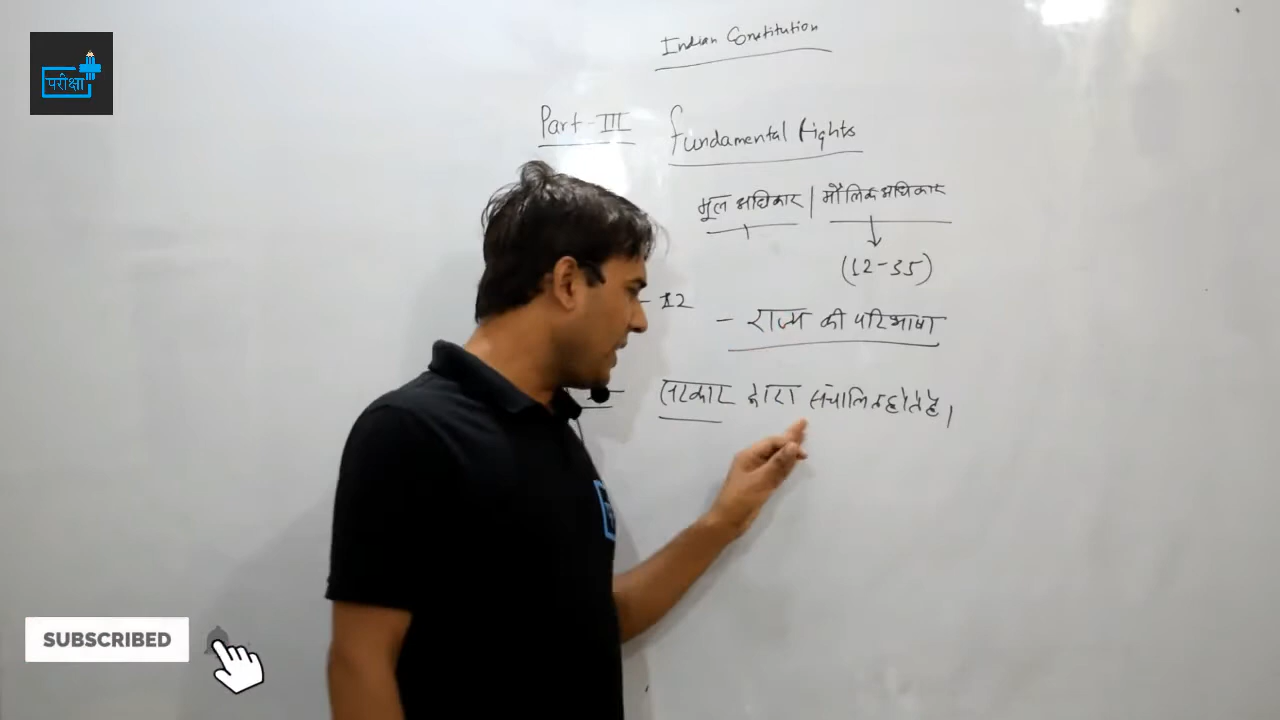 परीक्षा
Indian Constitution
Part-III Fundamental Rights
मूल अधिकार | मौलिक अधिकार
(12-35)
- 12
- राज्य की परिभाषा
सरकार द्वारा संचालित होते है।
SUBSCRIBED